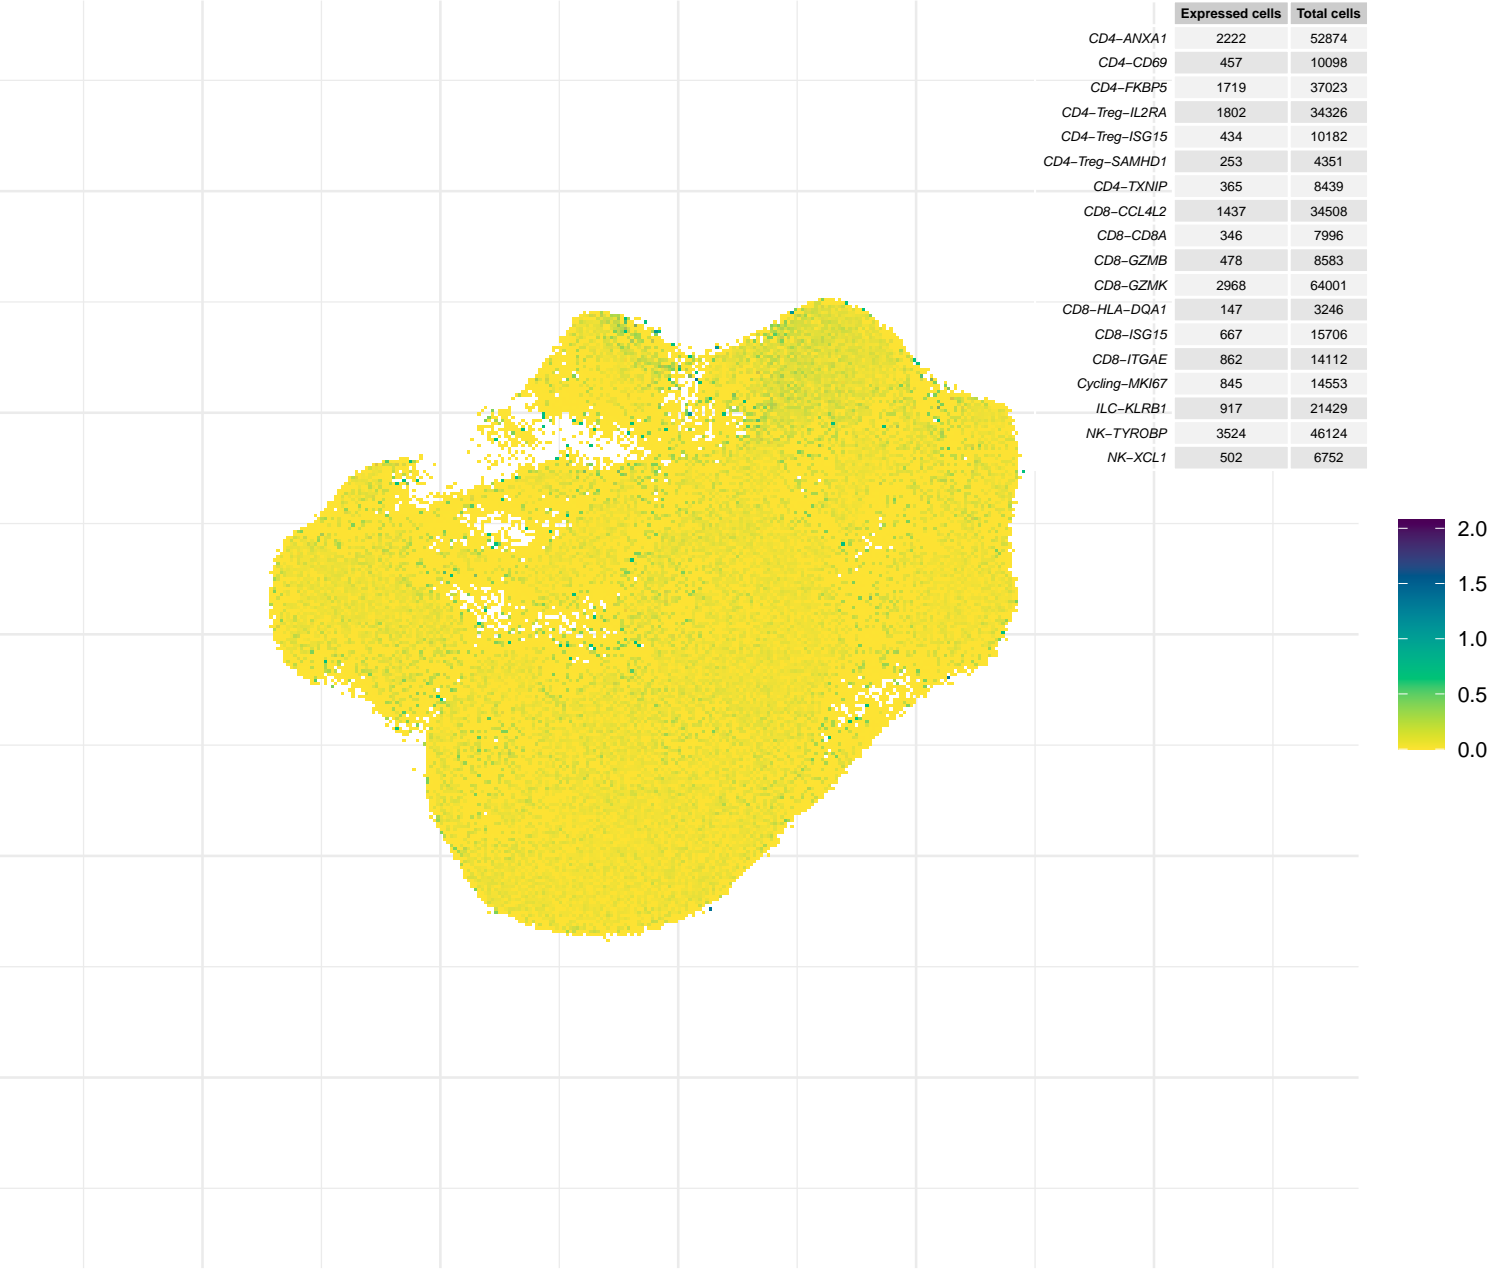 Expressed cells Total cells
CD4−ANXA1 2222 52874
CD4−CD69 457 10098
CD4−FKBP5 1719 37023
CD4−Treg−IL2RA 1802 34326
CD4−Treg−ISG15 434 10182
CD4−Treg−SAMHD1 253 4351
CD4−TXNIP 365 8439
CD8−CCL4L2 1437 34508
CD8−CD8A 346 7996
CD8−GZMB 478 8583
CD8−GZMK 2968 64001
CD8−HLA−DQA1 147 3246
CD8−ISG15 667 15706
CD8−ITGAE 862 14112
Cycling−MKI67 845 14553
ILC−KLRB1 917 21429
NK−TYROBP 3524 46124
NK−XCL1 502 6752
2.0
1.5
1.0
0.5
0.0